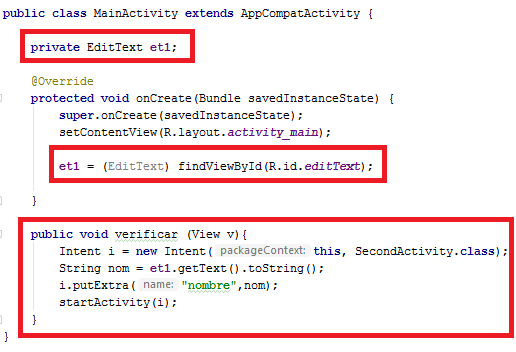 public class MainActivity extends AppCompatActivity {
private EditText et1;
@Override
protected void onCreate(Bundle savedInstanceState) {
super.onCreate(savedInstanceState);
setContentView(R.layout.activity_main);
et1 = (EditText) findViewById(R.id.editText);
}
public void verificar (View v){
Intent i = new Intent( packageContext: this, SecondActivity.class);
String nom = et1.getText().toString();
i.putExtra( name: "nombre",nom);
startActivity(i);
}
}